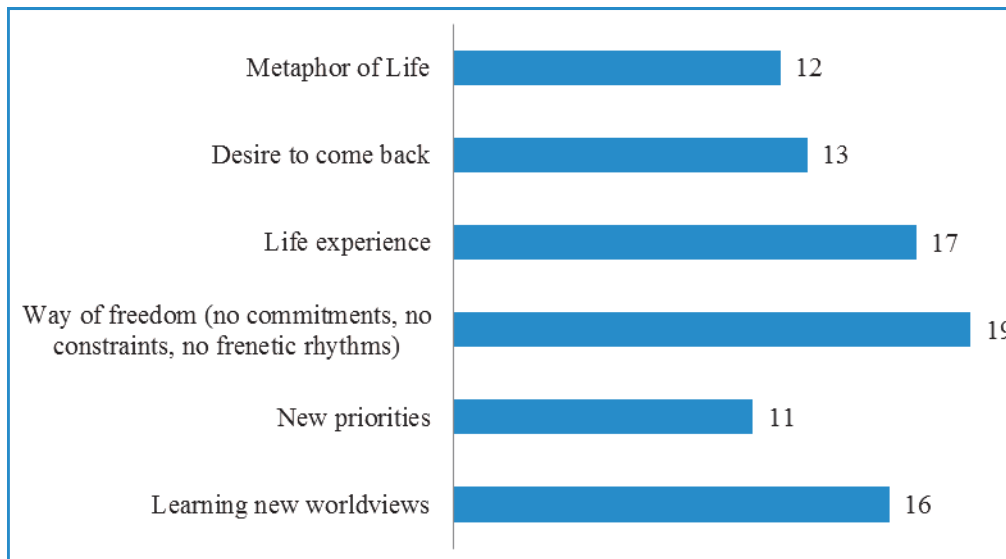 Metaphor of Life
12
Desire to come back
13
Life experience
17
Way of freedom (no commitments, no
constraints, no frenetic rhythms)
19
New priorities
11
Learning new worldviews
16